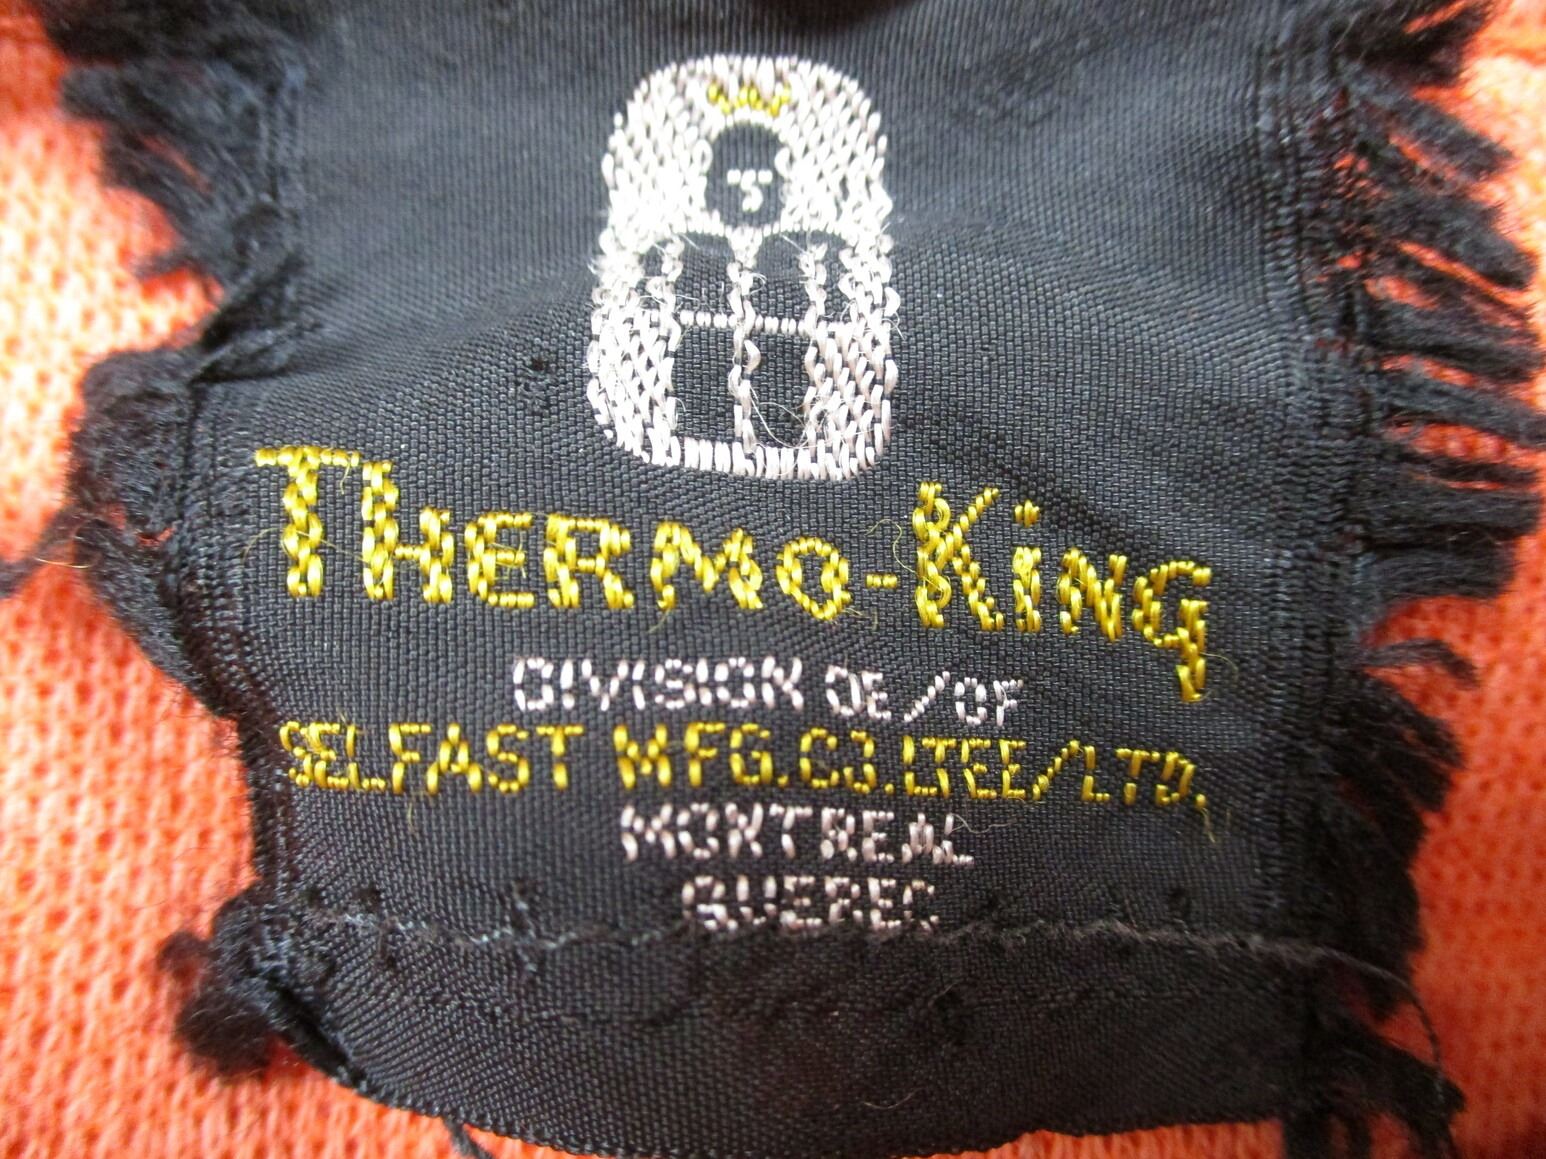 THERMO-KiNG
DIVISION DE/OF
SELFAST MFG.CO.LTEE/LTD.
MONTREAL
QUEBEC